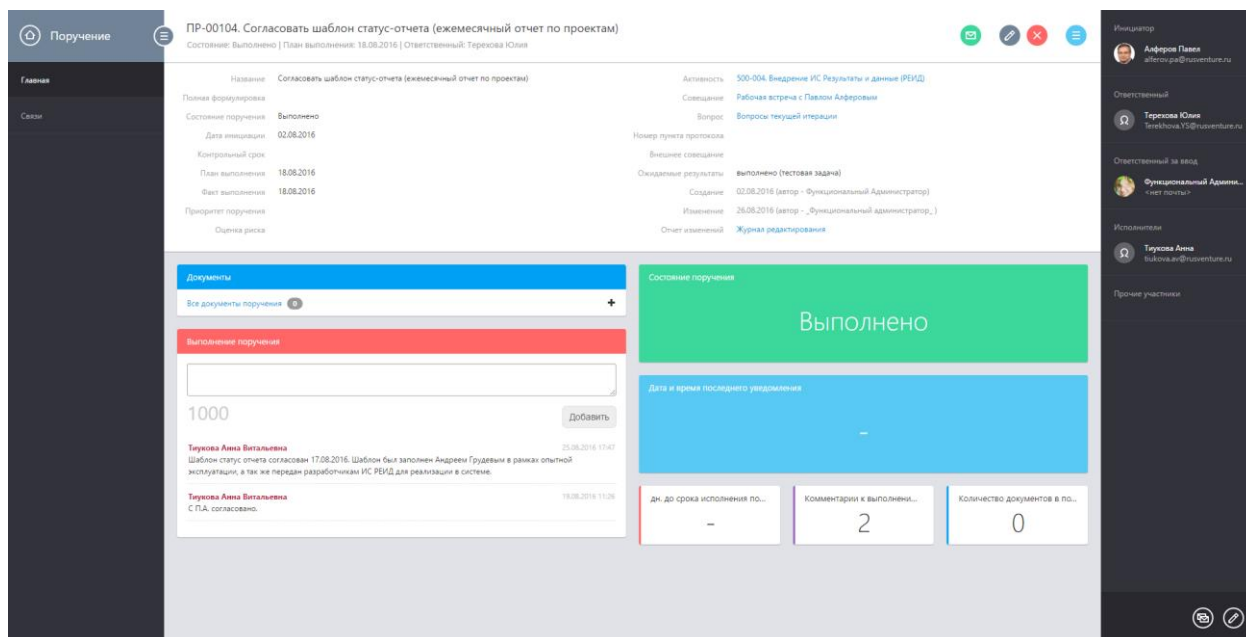 Поручение
Главная
Связи
ПР-00104. Согласовать шаблон статус-отчета (ежемесячный отчет по проектам)
Состояние: Выполнено | План выполнения: 18.08.2016 | Ответственный: Терехова Юлия
Название Согласовать шаблон статус-отчета (ежемесячный отчет по проектам)
Полная формулировка
Состояние поручения Выполнено
Дата инициации 02.08.2016
Контрольный срок
План выполнения 18.08.2016
Факт выполнения 18.08.2016
Приоритет поручения
Оценка риска
Активность 500-004. Внедрение ИС Результаты и данные (РЕИД)
Совещание Рабочая встреча с Павлом Алферовым
Вопрос Вопросы текущей итерации
Номер пункта протокола
Внешнее совещание
Ожидаемые результаты выполнено (тестовая задача)
Создание 02.08.2016 (автор - Функциональный Администратор)
Изменение 26.08.2016 (автор - _Функциональный администратор_ )
Отчет изменений Журнал редактирования
Документы
Все документы поручения 0
Выполнение поручения
1000
Добавить
Тиукова Анна Витальевна 25.08.2016 17:47
Шаблон статус отчета согласован 17.08.2016. Шаблон был заполнен Андреем Грудевым в рамках опытной
эксплуатации, а так же передан разработчикам ИС РЕИД для реализации в системе.
Тиукова Анна Витальевна 19.08.2016 11:26
С П.А. согласовано.
Состояние поручения
Выполнено
Дата и время последнего уведомления
-
дн. до срока исполнения по...
-
Комментарии к выполнени...
2
Количество документов в по...
0
Инициатор
Алферов Павел
alferov.pa@rusventure.ru
Ответственный
Терехова Юлия
Terekhova.YS@rusventure.ru
Ответственный за ввод
Функциональный Админи...
<нет почты>
Исполнители
Тиукова Анна
tiukova.av@rusventure.ru
Прочие участники